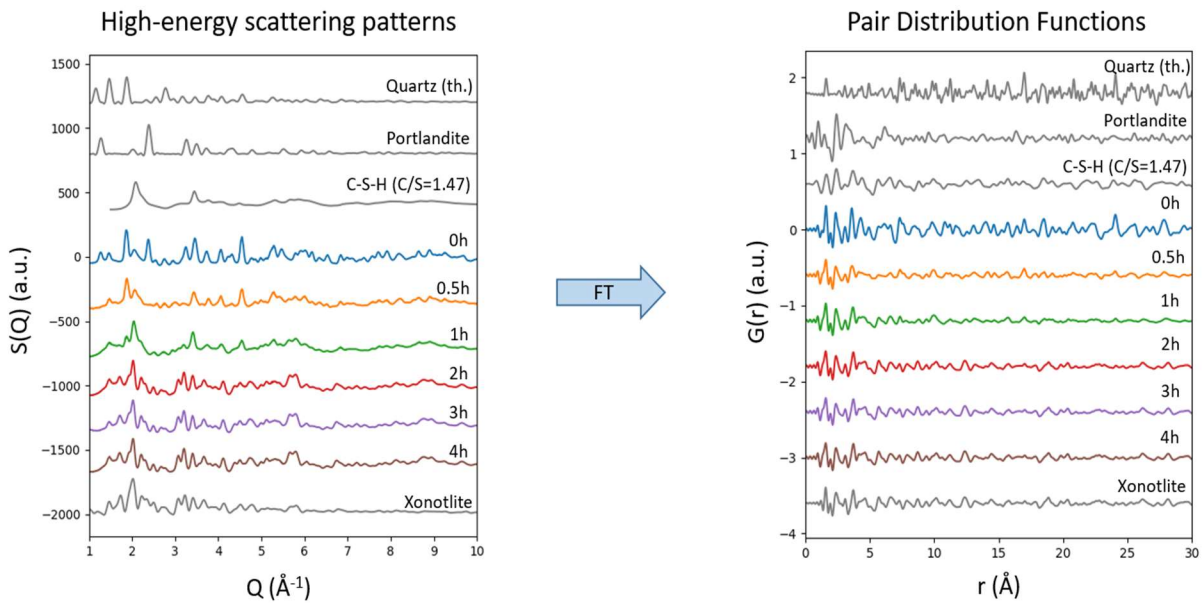 High-energy scattering patterns
Pair Distribution Functions
1500
1000
500
0
−500
−1000
−1500
−2000
S(Q) (a.u.)
Quartz (th.)
Portlandite
C-S-H (C/S=1.47)
0h
0.5h
1h
2h
3h
4h
Xonotlite
1 2 3 4 5 6 7 8 9 10
Q (Å-1)
FT
2
1
0
−1
−2
−3
−4
G(r) (a.u.)
Quartz (th.)
Portlandite
C-S-H (C/S=1.47)
0h
0.5h
1h
2h
3h
4h
Xonotlite
0 5 10 15 20 25 30
r (Å)